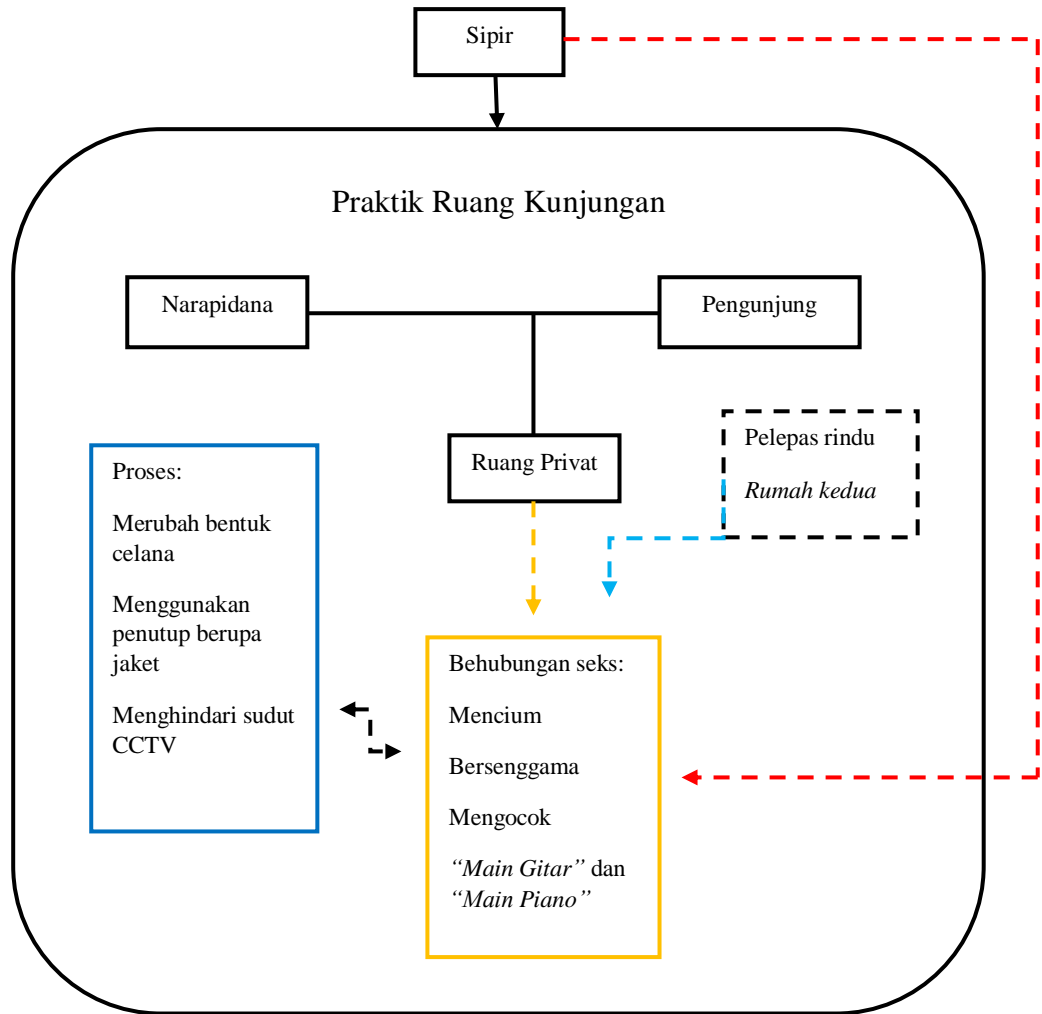 Sipir
Praktik Ruang Kunjungan
Narapidana
Pengunjung
Ruang Privat
Pelepas rindu
Rumah kedua
Proses:
Merubah bentuk
celana
Menggunakan
penutup berupa
jaket
Menghindari sudut
CCTV
Behubungan seks:
Mencium
Bersenggama
Mengocok
“Main Gitar” dan
“Main Piano”